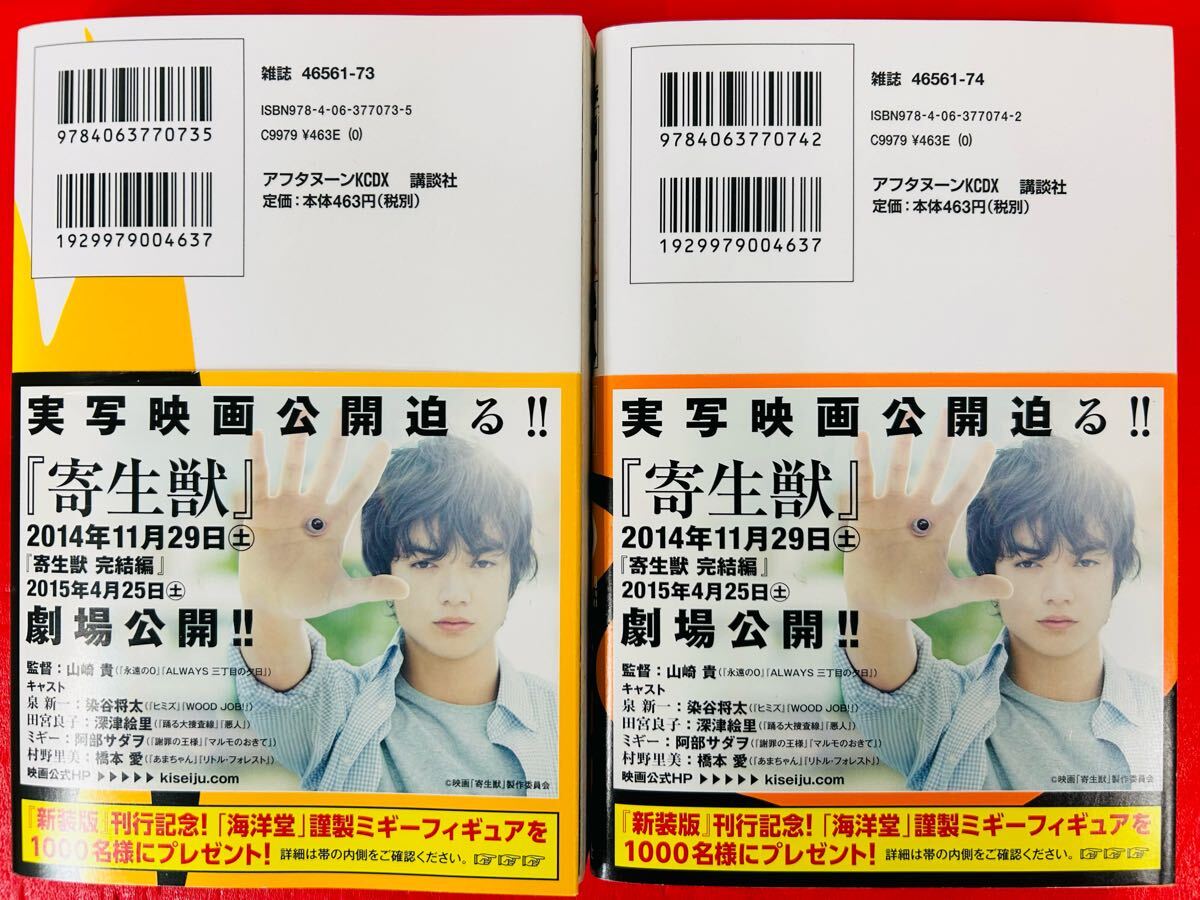 雑誌 46561-73
ISBN978-4-06-377073-5
C9979 ¥463E (0)
9784063770735
アフタヌーンKCDX 講談社
定価:本体463円(税別)
1929979004637
実写映画公開迫る!!
『寄生獣』
2014年11月29日㊏
『寄生獣 完結編』
2015年4月25日㊏
劇場公開!!
監督:山崎 貴(『永遠の0』『ALWAYS 三丁目の夕日』)
キャスト
泉 新一:染谷将太(『ヒミズ』『WOOD JOB!』)
田宮良子:深津絵里(『踊る大捜査線』『悪人』)
ミギー:阿部サダヲ(『謝罪の王様』『マルモのおきて』)
村野里美:橋本 愛(『あまちゃん』『リトル・フォレスト』)
映画公式HP ▶▶▶▶▶ kiseiju.com
©映画「寄生獣」製作委員会
『新装版』刊行記念!「海洋堂」謹製ミギーフィギュアを
1000名様にプレゼント! 詳細は帯の内側をご確認ください。☞☞☞
雑誌 46561-74
ISBN978-4-06-377074-2
C9979 ¥463E (0)
9784063770742
アフタヌーンKCDX 講談社
定価:本体463円(税別)
1929979004637
実写映画公開迫る!!
『寄生獣』
2014年11月29日㊏
『寄生獣 完結編』
2015年4月25日㊏
劇場公開!!
監督:山崎 貴(『永遠の0』『ALWAYS 三丁目の夕日』)
キャスト
泉 新一:染谷将太(『ヒミズ』『WOOD JOB!』)
田宮良子:深津絵里(『踊る大捜査線』『悪人』)
ミギー:阿部サダヲ(『謝罪の王様』『マルモのおきて』)
村野里美:橋本 愛(『あまちゃん』『リトル・フォレスト』)
映画公式HP ▶▶▶▶▶ kiseiju.com
©映画「寄生獣」製作委員会
『新装版』刊行記念!「海洋堂」謹製ミギーフィギュアを
1000名様にプレゼント! 詳細は帯の内側をご確認ください。☞☞☞